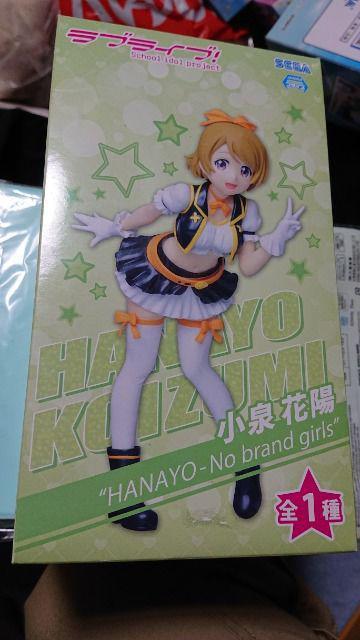 ラブライブ!
School idol project
SEGA
HANAYO
KOIZUMI
小泉 花陽
"HANAYO-No brand girls"
全1種